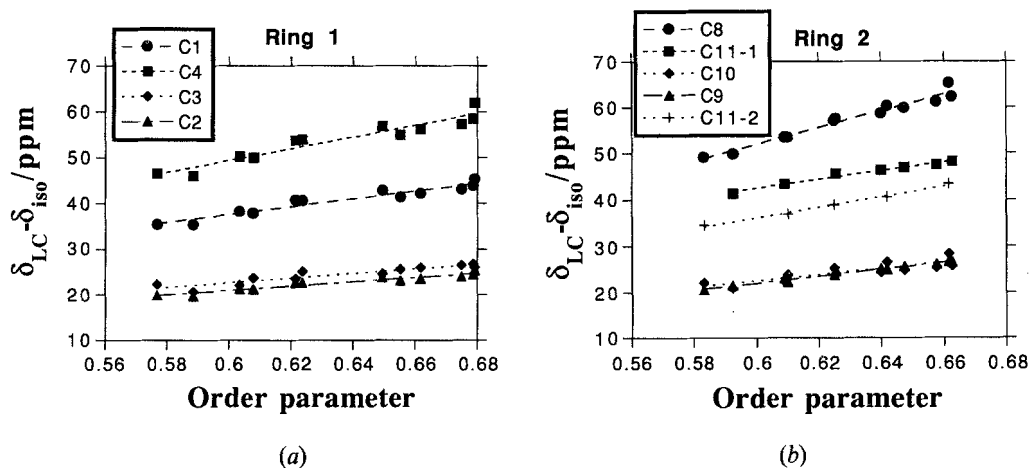 Ring 1
C1
C4
C3
C2
δLC-δiso/ppm
70
60
50
40
30
20
10
0.56
0.58
0.6
0.62
0.64
0.66
0.68
Order parameter
(a)
Ring 2
C8
C11-1
C10
C9
C11-2
δLC-δiso/ppm
70
60
50
40
30
20
10
0.56
0.58
0.6
0.62
0.64
0.66
0.68
Order parameter
(b)